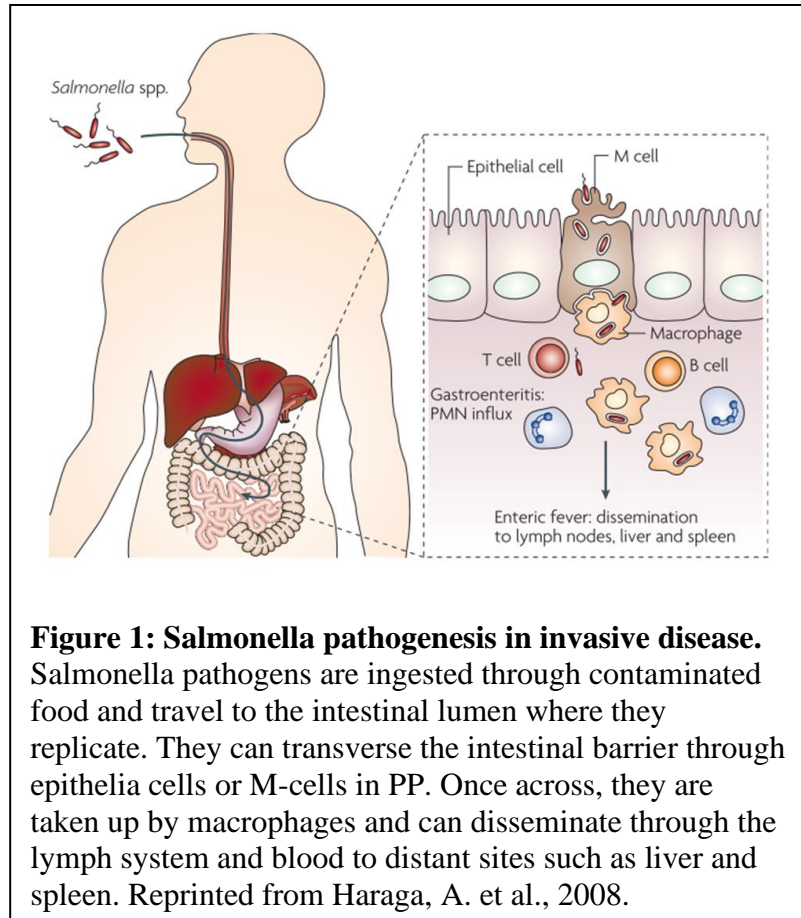 Salmonella spp.
M cell
Epithelial cell
Macrophage
T cell
B cell
Gastroenteritis:
PMN influx
Enteric fever: dissemination
to lymph nodes, liver and spleen
Figure 1: Salmonella pathogenesis in invasive disease.
Salmonella pathogens are ingested through contaminated
food and travel to the intestinal lumen where they
replicate. They can transverse the intestinal barrier through
epithelia cells or M-cells in PP. Once across, they are
taken up by macrophages and can disseminate through the
lymph system and blood to distant sites such as liver and
spleen. Reprinted from Haraga, A. et al., 2008.